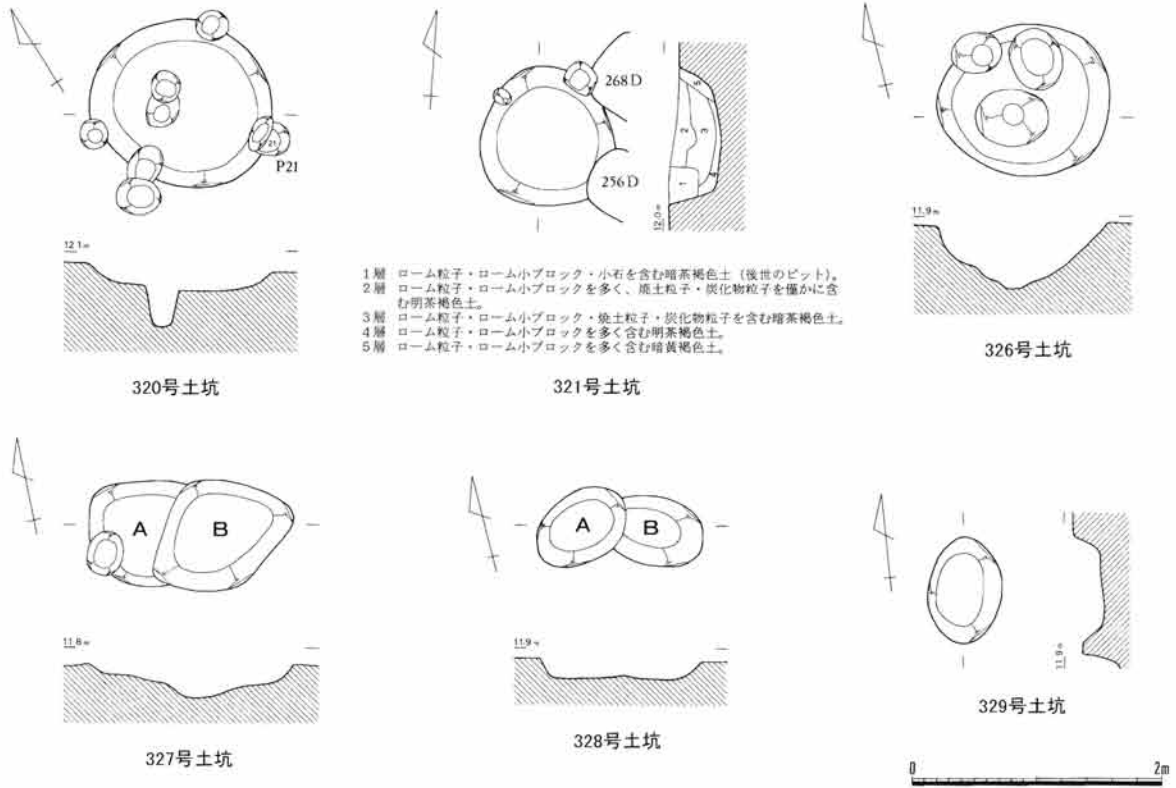 P21
21
12.1m
320号土坑
268D
256D
1
2
3
4
5
12.0m
1層 ローム粒子・ローム小ブロック・小石を含む暗茶褐色土（後世のピット）。
2層 ローム粒子・ローム小ブロックを多く、焼土粒子・炭化物粒子を僅かに含
む明茶褐色土。
3層 ローム粒子・ローム小ブロック・焼土粒子・炭化物粒子を含む暗茶褐色土。
4層 ローム粒子・ローム小ブロックを多く含む明茶褐色土。
5層 ローム粒子・ローム小ブロックを多く含む暗黄褐色土。
321号土坑
11.9m
326号土坑
A
B
11.8m
327号土坑
A
B
11.9m
328号土坑
11.9m
329号土坑
0
2m